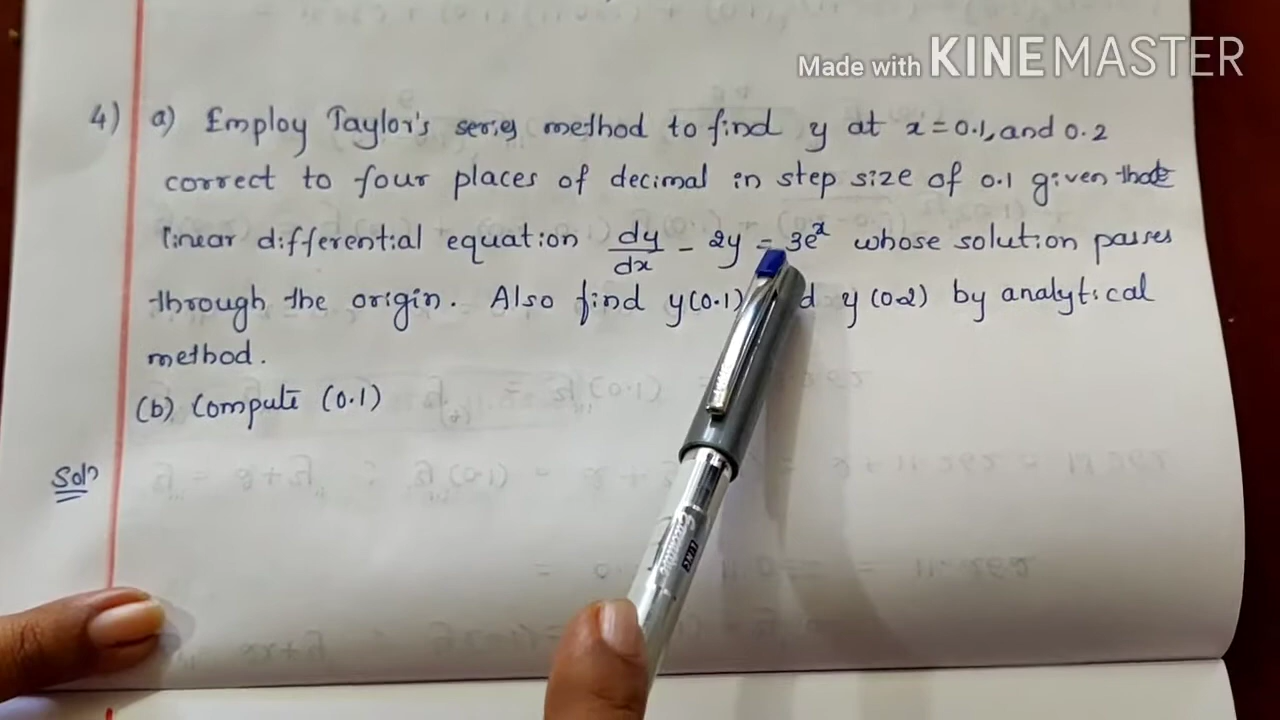 Made with KINEMASTER
4) a) Employ Taylor's series method to find y at x=0.1, and 0.2
correct to four places of decimal in step size of 0.1 given that
linear differential equation dy/dx - 2y = 3e^x whose solution passes
through the origin. Also find y(0.1) d y(0.2) by analytical
method.
(b) Compute (0.1)
Soln